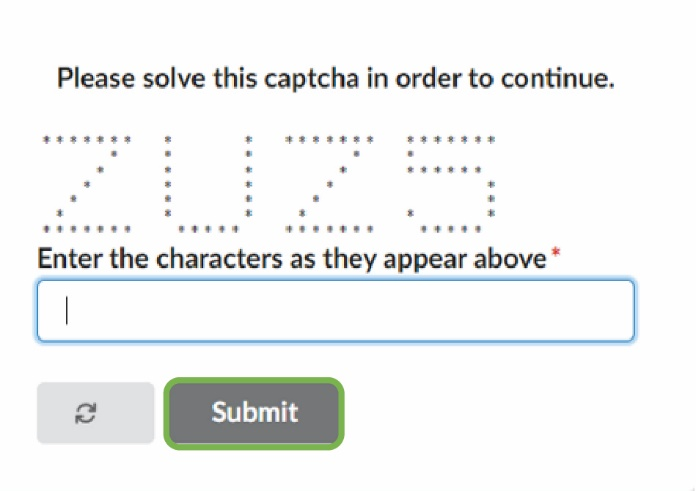 Please solve this captcha in order to continue.
ZUZ5
Enter the characters as they appear above*
Submit